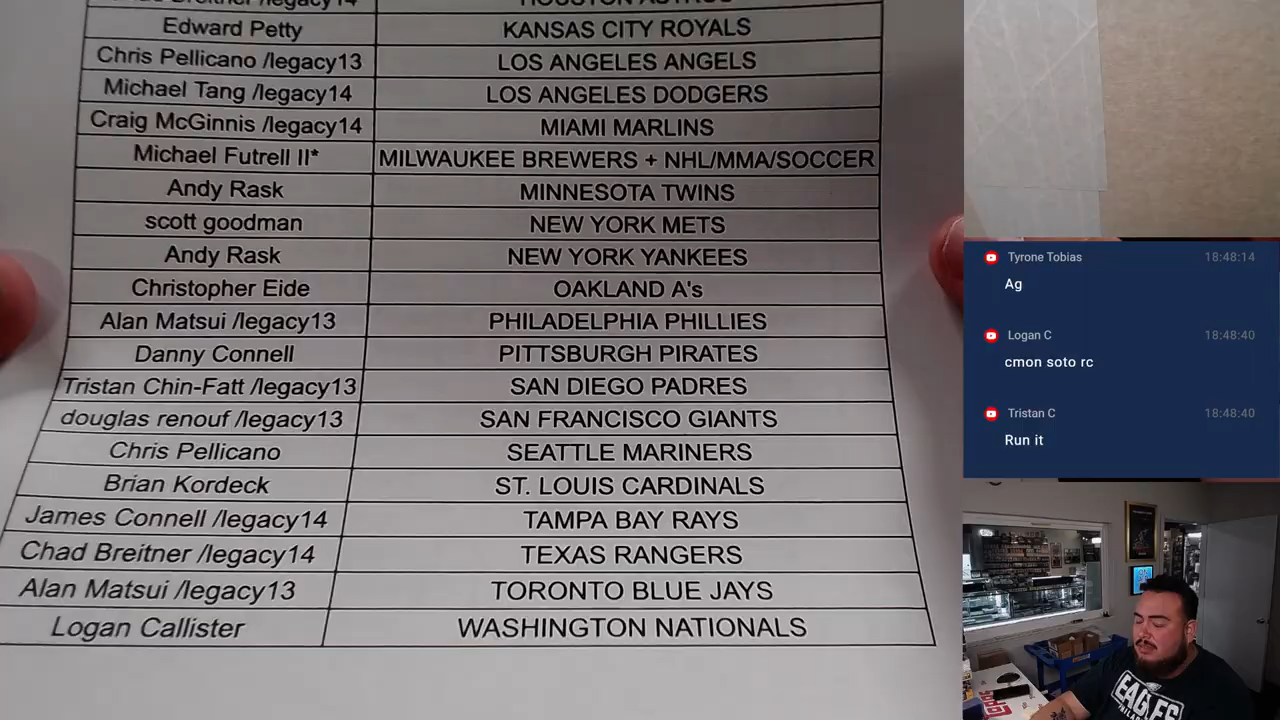 Breitner /legacy14 HOUSTON ASTROS
Edward Petty KANSAS CITY ROYALS
Chris Pellicano /legacy13 LOS ANGELES ANGELS
Michael Tang /legacy14 LOS ANGELES DODGERS
Craig McGinnis /legacy14 MIAMI MARLINS
Michael Futrell II* MILWAUKEE BREWERS + NHL/MMA/SOCCER
Andy Rask MINNESOTA TWINS
scott goodman NEW YORK METS
Andy Rask NEW YORK YANKEES
Christopher Eide OAKLAND A's
Alan Matsui /legacy13 PHILADELPHIA PHILLIES
Danny Connell PITTSBURGH PIRATES
Tristan Chin-Fatt /legacy13 SAN DIEGO PADRES
douglas renouf /legacy13 SAN FRANCISCO GIANTS
Chris Pellicano SEATTLE MARINERS
Brian Kordeck ST. LOUIS CARDINALS
James Connell /legacy14 TAMPA BAY RAYS
Chad Breitner /legacy14 TEXAS RANGERS
Alan Matsui /legacy13 TORONTO BLUE JAYS
Logan Callister WASHINGTON NATIONALS
Tyrone Tobias 18:48:14
Ag
Logan C 18:48:40
cmon soto rc
Tristan C 18:48:40
Run it
EAGLES